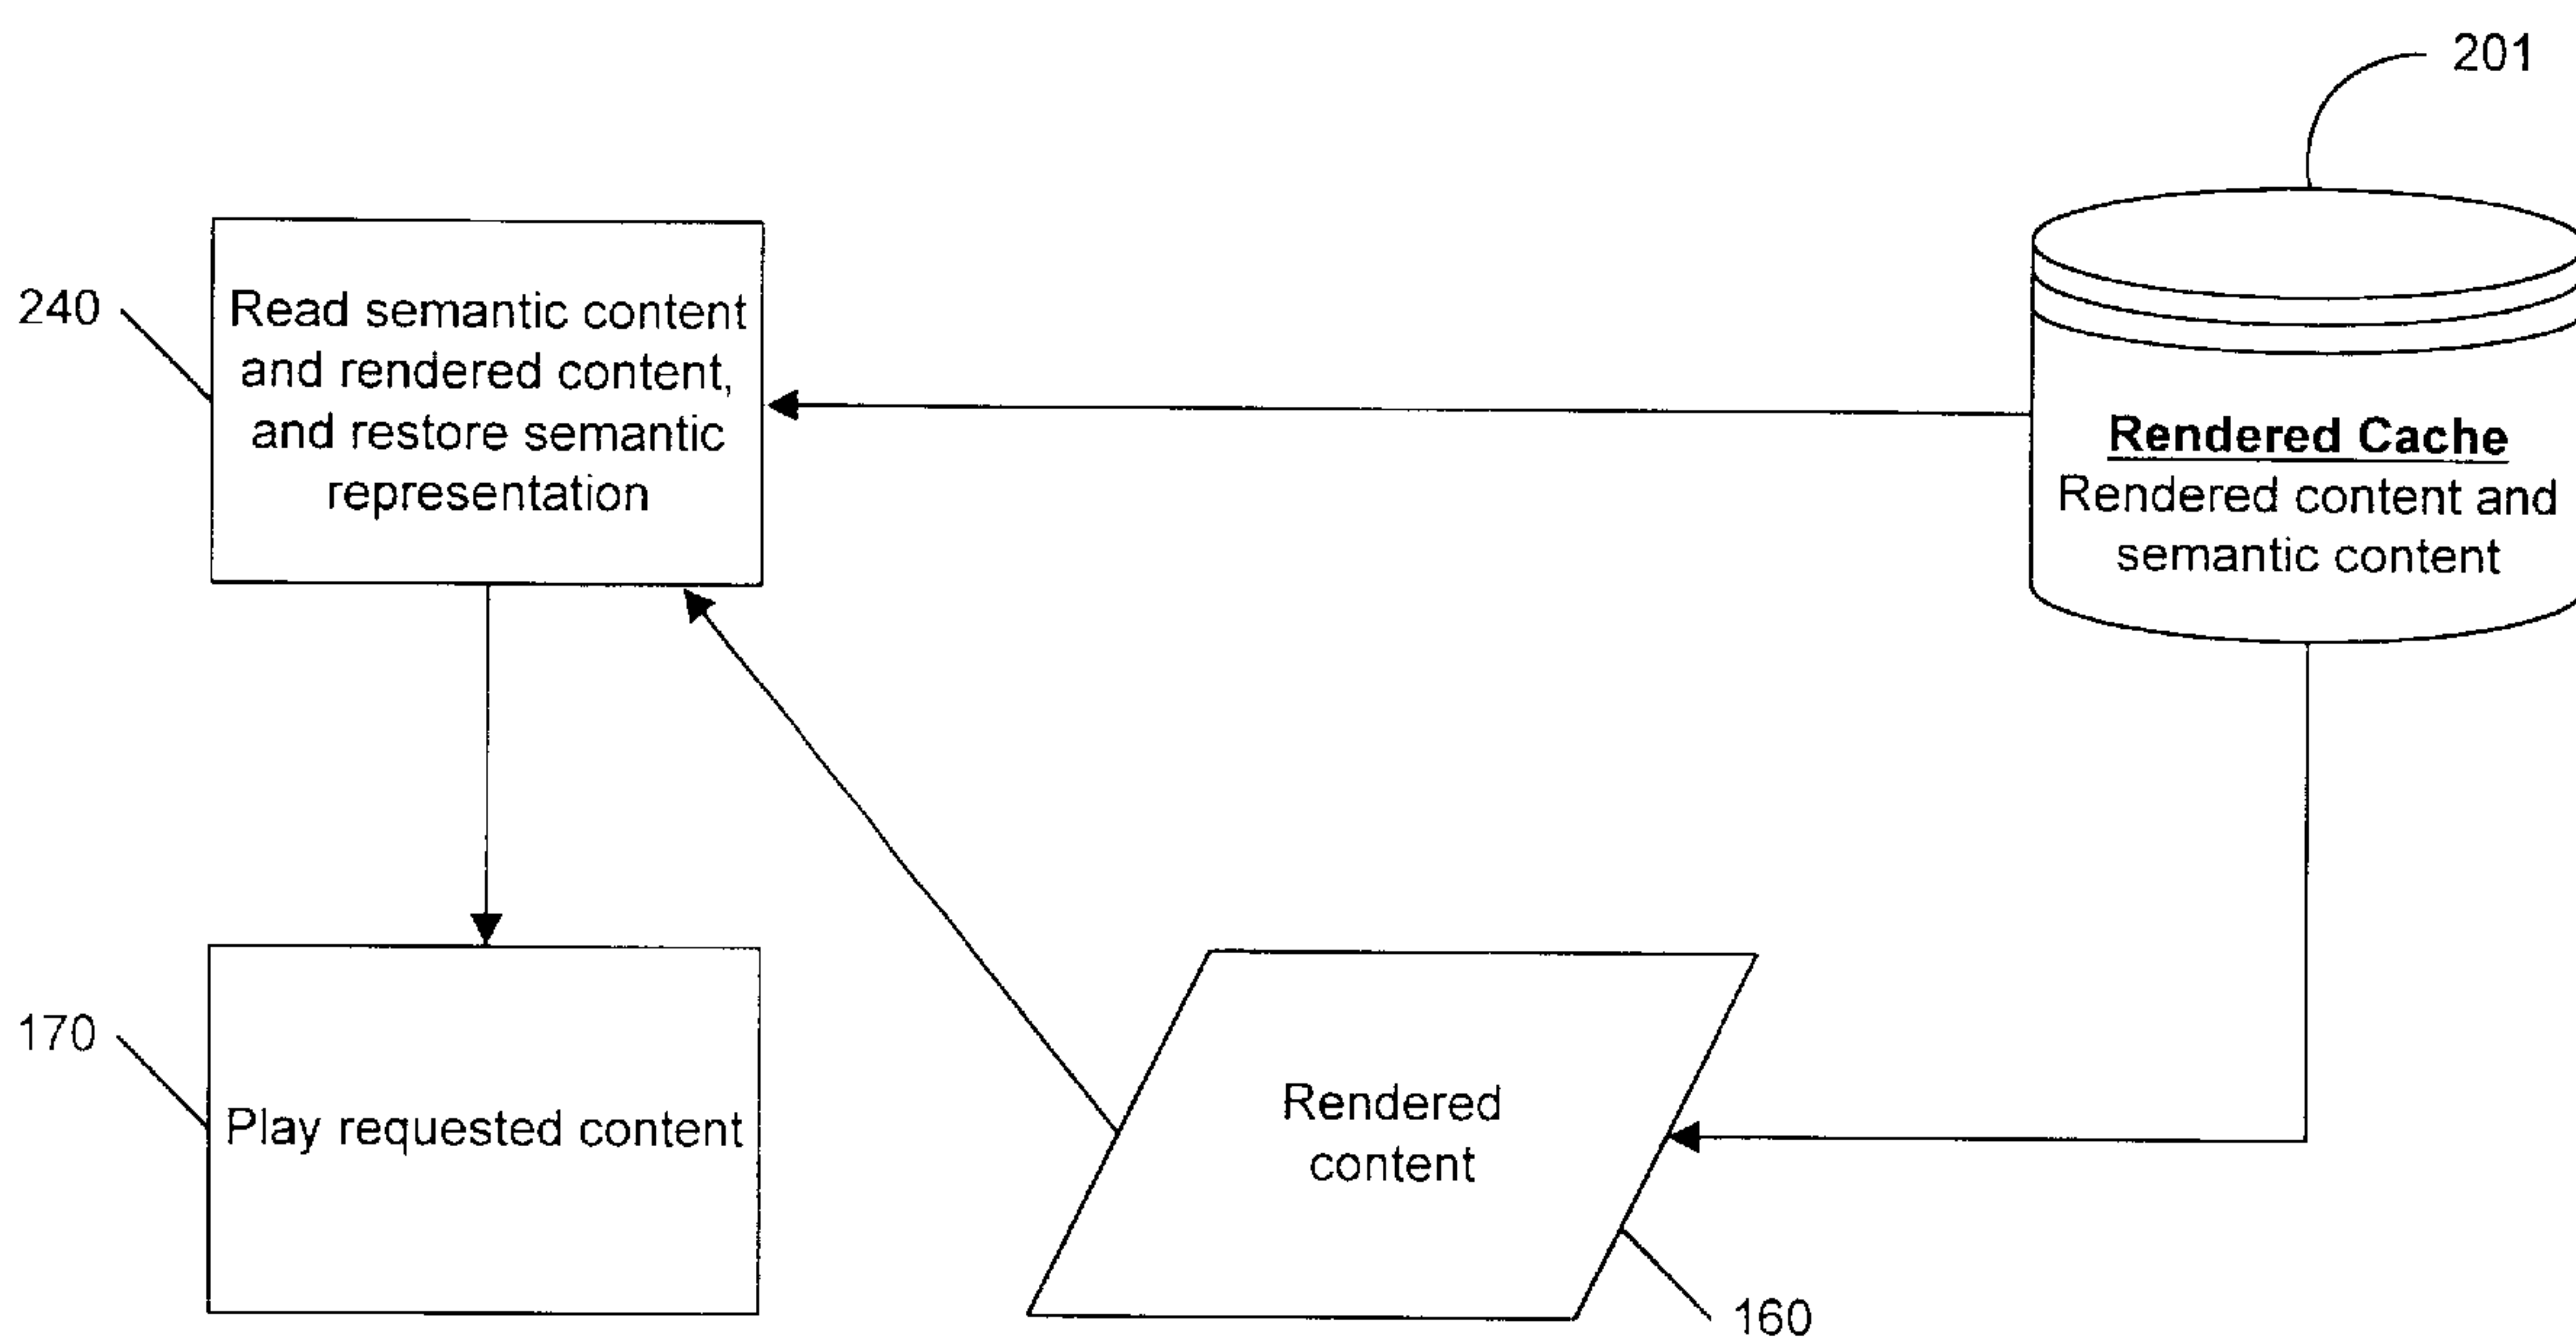 201
240
Read semantic content
and rendered content,
and restore semantic
representation
Rendered Cache
Rendered content and
semantic content
170
Play requested content
Rendered
content
160